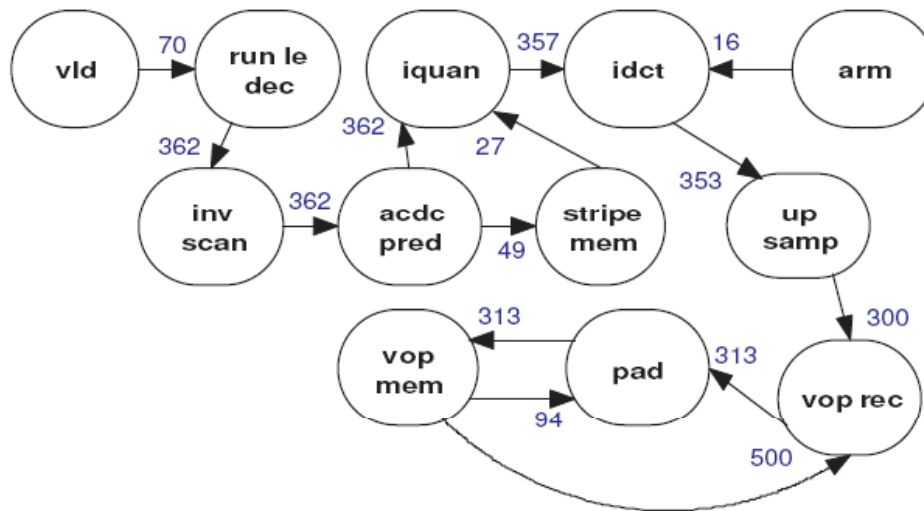 70
357
16
vld
run le
dec
iquan
idct
arm
362
362
27
353
inv
scan
362
acdc
pred
49
stripe
mem
up
samp
300
313
313
vop
mem
94
pad
vop rec
500